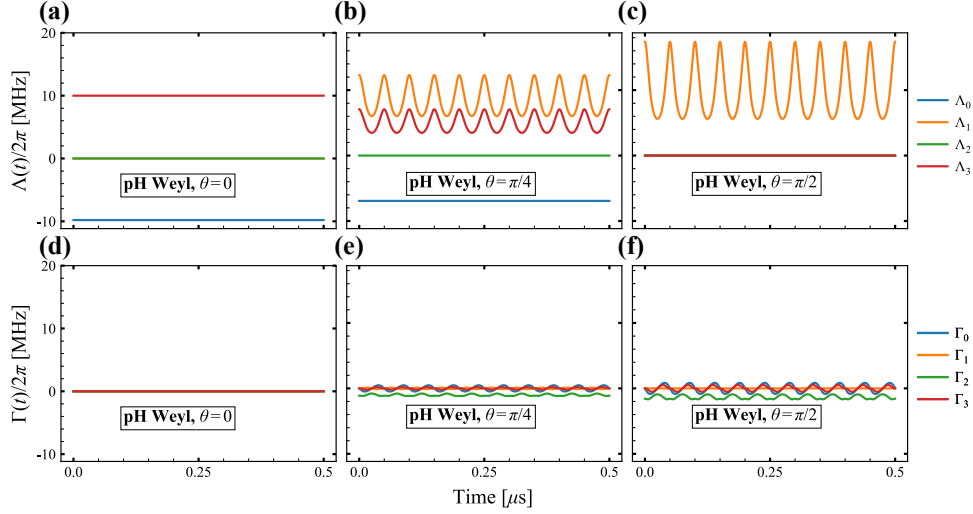 (a) (b) (c)
Λ(t)/2π [MHz]
20
10
0
-10
pH Weyl, θ=0
pH Weyl, θ=π/4
pH Weyl, θ=π/2
Λ₀
Λ₁
Λ₂
Λ₃
(d) (e) (f)
Γ(t)/2π [MHz]
20
10
0
-10
pH Weyl, θ=0
pH Weyl, θ=π/4
pH Weyl, θ=π/2
Γ₀
Γ₁
Γ₂
Γ₃
0.0 0.25 0.5 0.0 0.25 0.5 0.0 0.25 0.5
Time [μs]